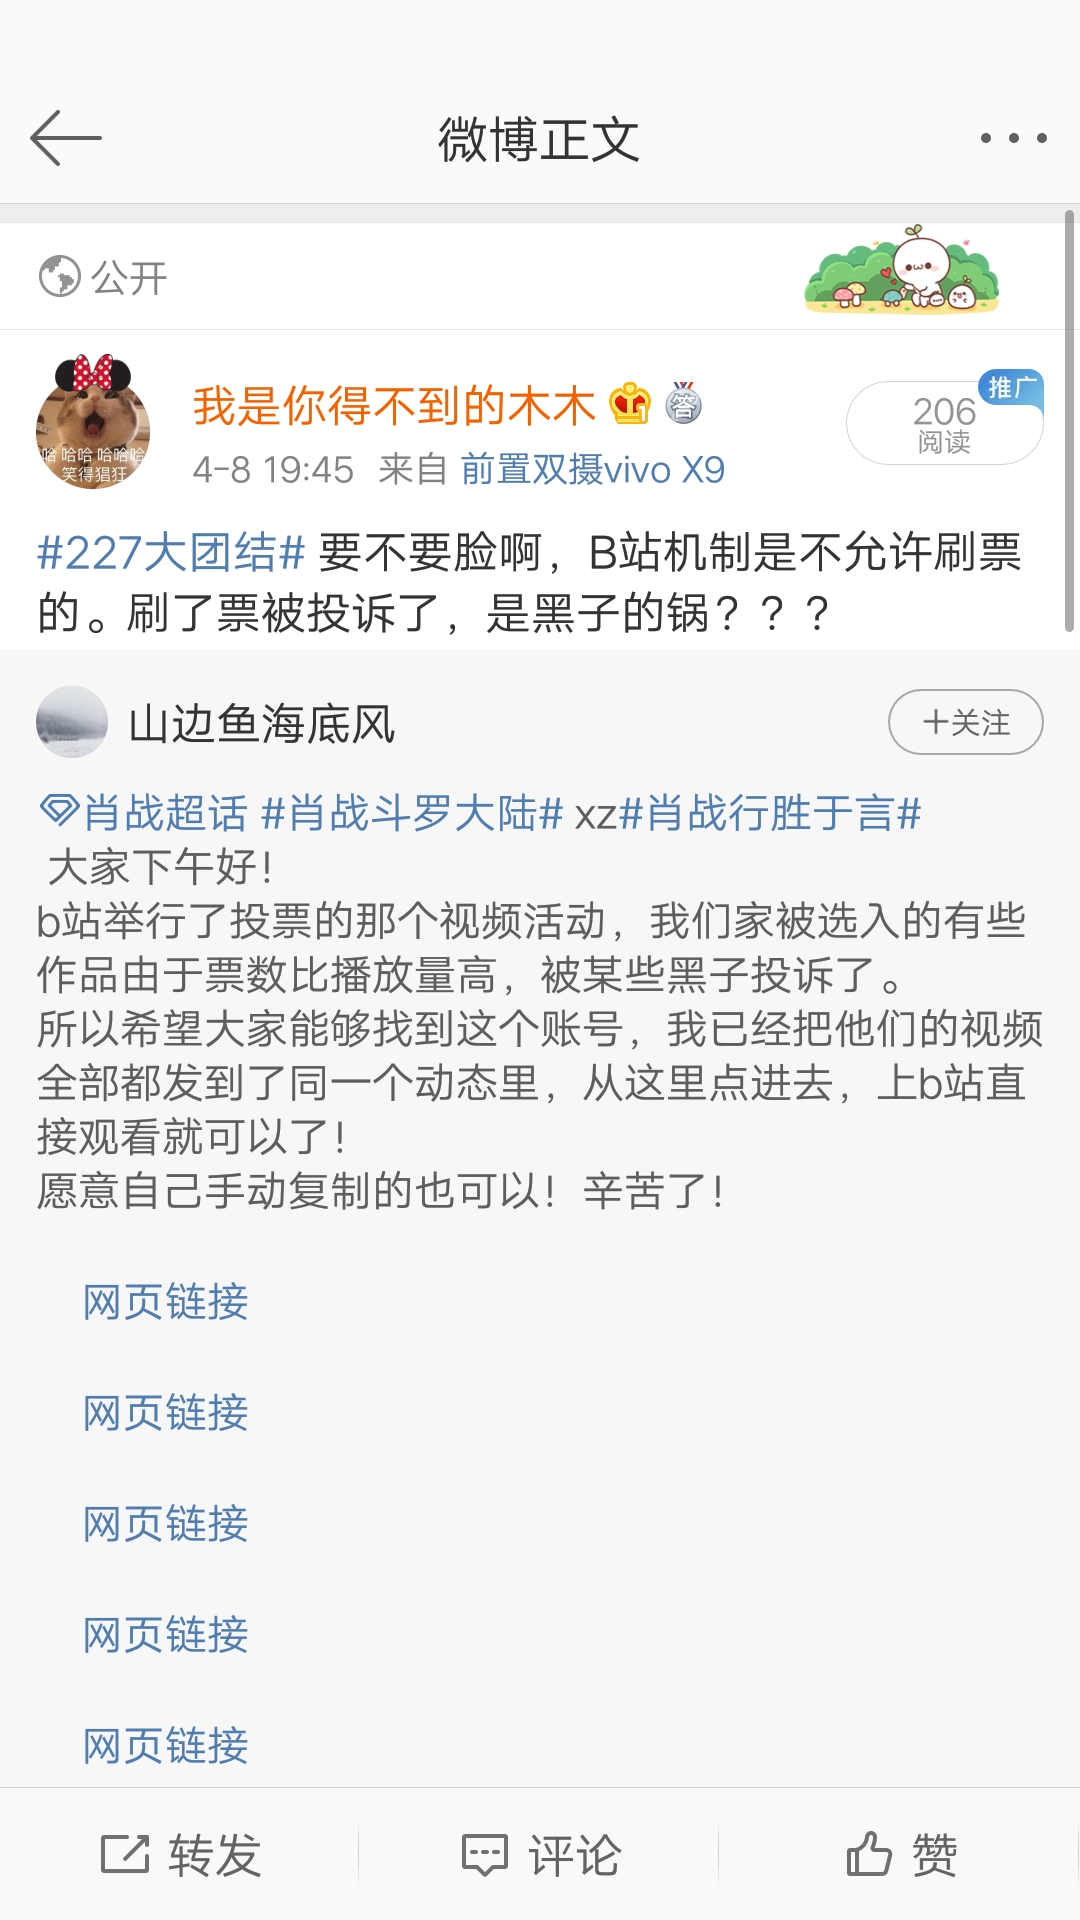 微博正文
公开
我是你得不到的木木
答
推广
206
阅读
4-8 19:45 来自 前置双摄vivo X9
哈 哈哈 哈哈哈
笑得猖狂
#227大团结# 要不要脸啊，B站机制是不允许刷票
的。刷了票被投诉了，是黑子的锅？？？
山边鱼海底风
+关注
肖战超话 #肖战斗罗大陆# xz#肖战行胜于言#
大家下午好！
b站举行了投票的那个视频活动，我们家被选入的有些
作品由于票数比播放量高，被某些黑子投诉了。
所以希望大家能够找到这个账号，我已经把他们的视频
全部都发到了同一个动态里，从这里点进去，上b站直
接观看就可以了！
愿意自己手动复制的也可以！辛苦了！
网页链接
网页链接
网页链接
网页链接
网页链接
转发
评论
赞